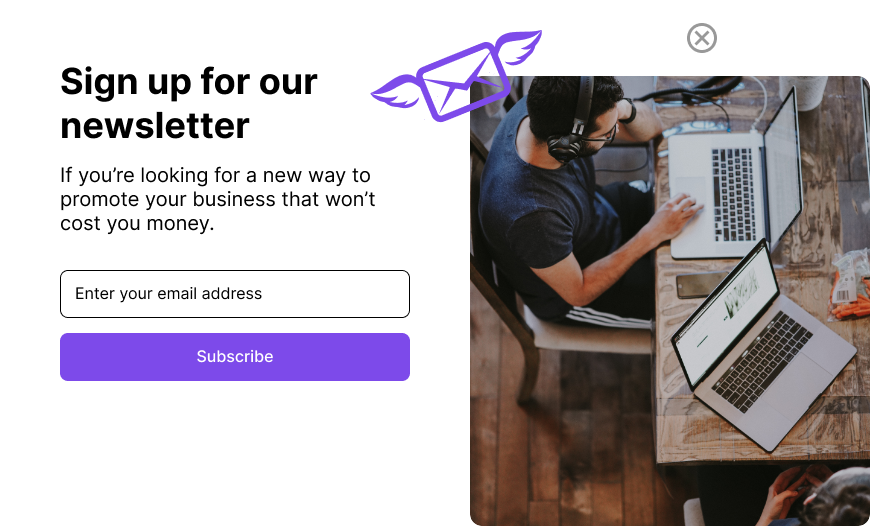 Sign up for our
newsletter
If you’re looking for a new way to
promote your business that won’t
cost you money.
Enter your email address
Subscribe